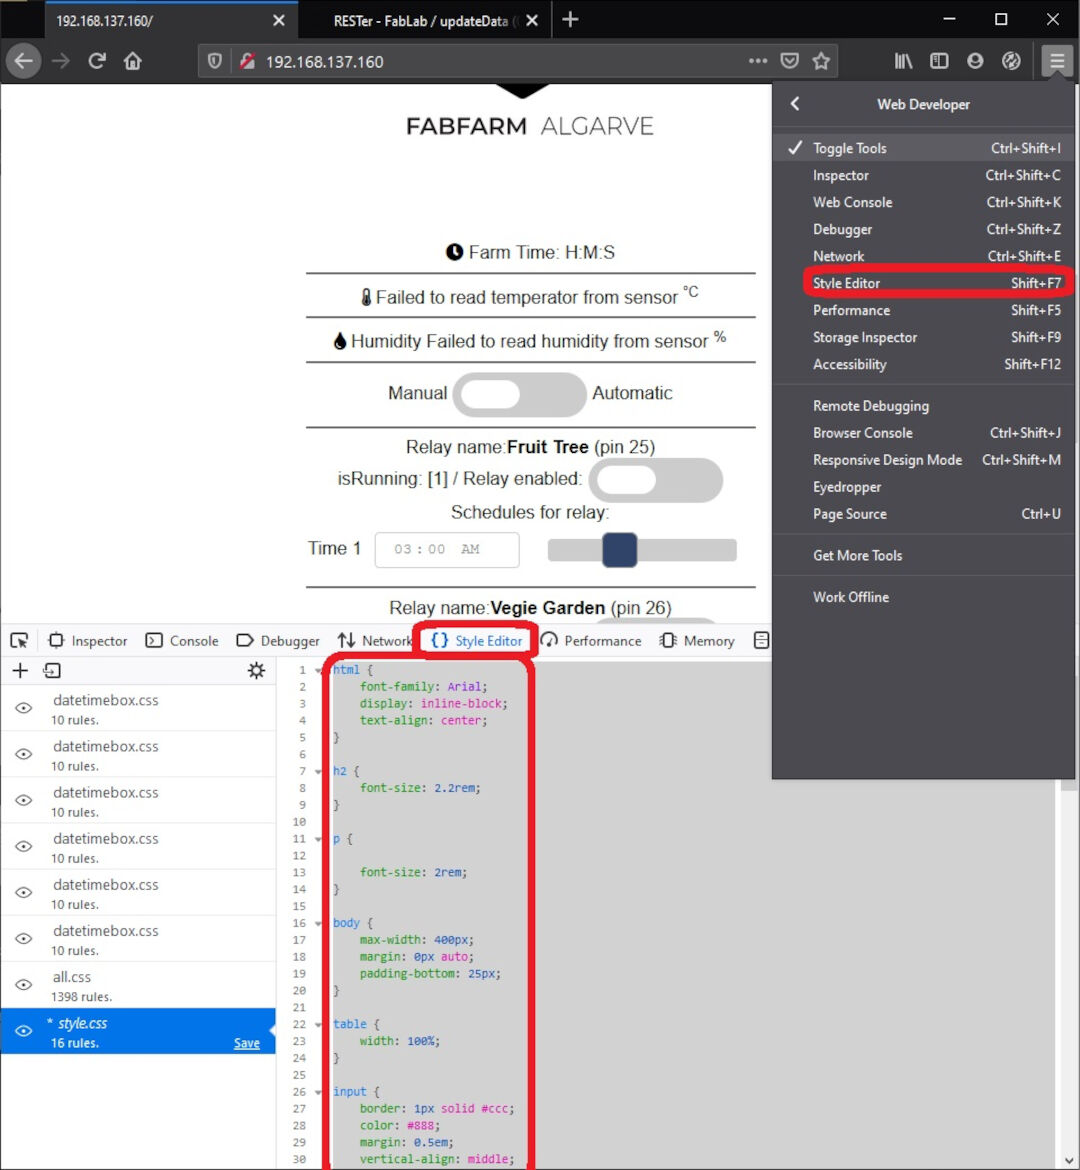 192.168.137.160/
RESTer - FabLab / updateData (
192.168.137.160
FABFARM ALGARVE
Farm Time: H:M:S
Failed to read temperator from sensor °C
Humidity Failed to read humidity from sensor %
Manual Automatic
Relay name:Fruit Tree (pin 25)
isRunning: [1] / Relay enabled:
Schedules for relay:
Time 1 03 : 00 AM
Relay name:Vegie Garden (pin 26)
Web Developer
Toggle Tools Ctrl+Shift+I
Inspector Ctrl+Shift+C
Web Console Ctrl+Shift+K
Debugger Ctrl+Shift+Z
Network Ctrl+Shift+E
Style Editor Shift+F7
Performance Shift+F5
Storage Inspector Shift+F9
Accessibility Shift+F12
Remote Debugging
Browser Console Ctrl+Shift+J
Responsive Design Mode Ctrl+Shift+M
Eyedropper
Page Source Ctrl+U
Get More Tools
Work Offline
Inspector Console Debugger Network {} Style Editor Performance Memory
datetimebox.css
10 rules.
datetimebox.css
10 rules.
datetimebox.css
10 rules.
datetimebox.css
10 rules.
datetimebox.css
10 rules.
datetimebox.css
10 rules.
all.css
1398 rules.
* style.css
16 rules. Save
1 html {
2 font-family: Arial;
3 display: inline-block;
4 text-align: center;
5 }
6
7 h2 {
8 font-size: 2.2rem;
9 }
10
11 p {
12
13 font-size: 2rem;
14 }
15
16 body {
17 max-width: 400px;
18 margin: 0px auto;
19 padding-bottom: 25px;
20 }
21
22 table {
23 width: 100%;
24 }
25
26 input {
27 border: 1px solid #ccc;
28 color: #888;
29 margin: 0.5em;
30 vertical-align: middle;